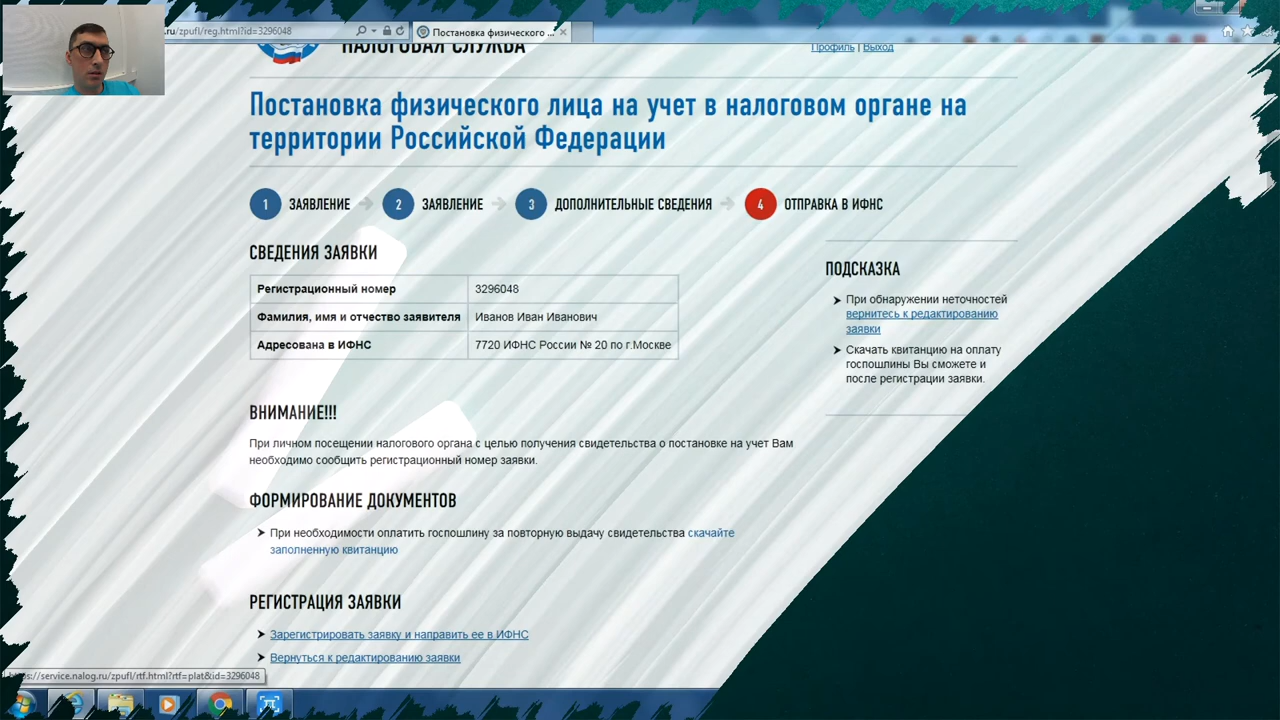 .ru/zpufl/reg.html?id=3296048
Постановка физического ...
НАЛОГОВАЯ СЛУЖБА
Профиль | Выход
Постановка физического лица на учет в налоговом органе на
территории Российской Федерации
1 ЗАЯВЛЕНИЕ 2 ЗАЯВЛЕНИЕ 3 ДОПОЛНИТЕЛЬНЫЕ СВЕДЕНИЯ 4 ОТПРАВКА В ИФНС
СВЕДЕНИЯ ЗАЯВКИ
Регистрационный номер 3296048
Фамилия, имя и отчество заявителя Иванов Иван Иванович
Адресована в ИФНС 7720 ИФНС России № 20 по г.Москве
ПОДСКАЗКА
При обнаружении неточностей
вернитесь к редактированию
заявки
Скачать квитанцию на оплату
госпошлины Вы сможете и
после регистрации заявки.
ВНИМАНИЕ!!!
При личном посещении налогового органа с целью получения свидетельства о постановке на учет Вам
необходимо сообщить регистрационный номер заявки.
ФОРМИРОВАНИЕ ДОКУМЕНТОВ
При необходимости оплатить госпошлину за повторную выдачу свидетельства скачайте
заполненную квитанцию
РЕГИСТРАЦИЯ ЗАЯВКИ
Зарегистрировать заявку и направить ее в ИФНС
Вернуться к редактированию заявки
https://service.nalog.ru/zpufl/rtf.html?rtf=plat&id=3296048